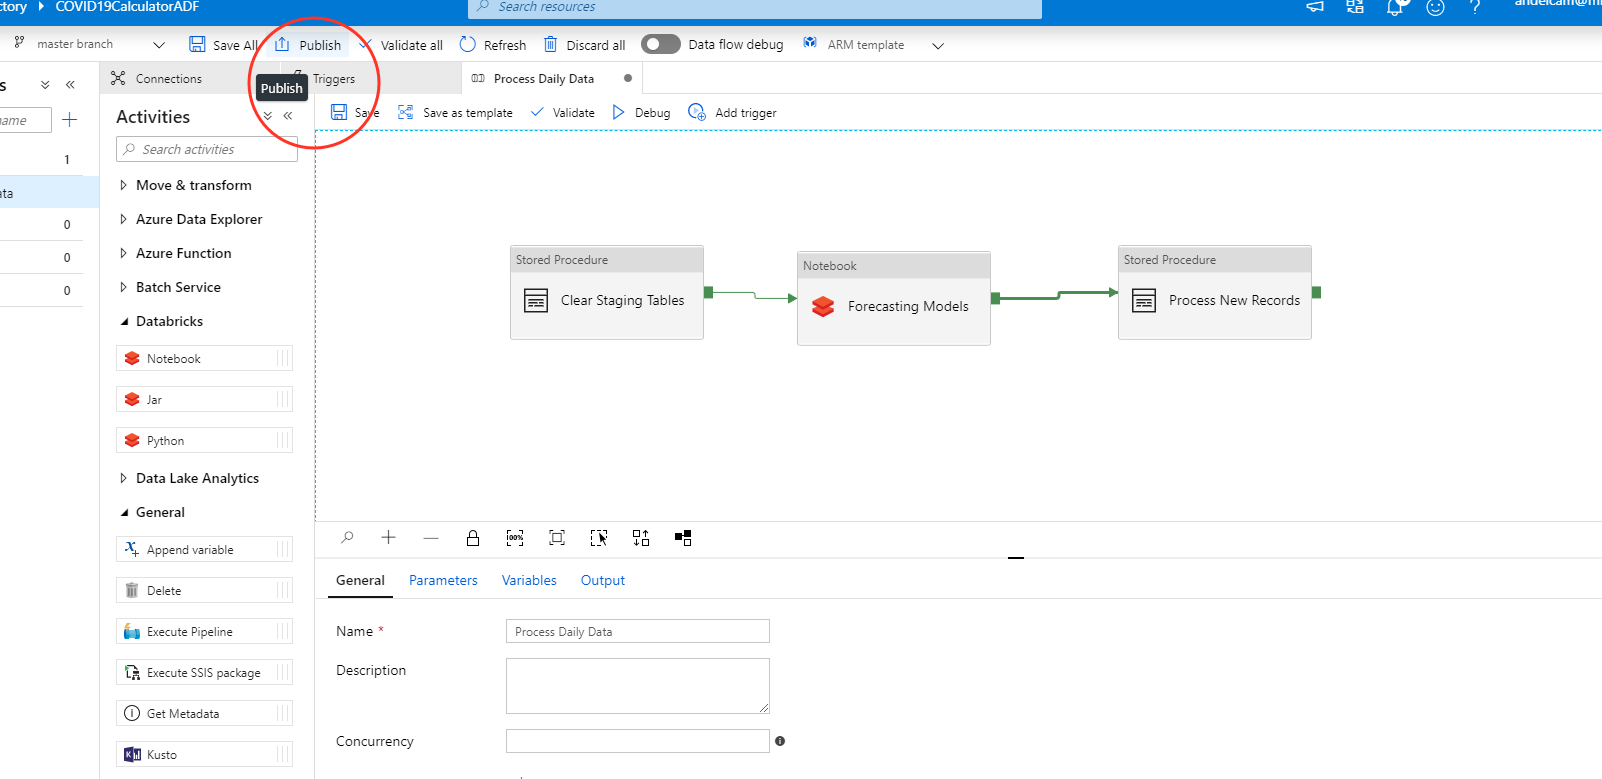 ctory COVID19CalculatorADF
Search resources
andelcam@m
master branch
Save All
Publish
Validate all
Refresh
Discard all
Data flow debug
ARM template
Connections
Triggers
Process Daily Data
Publish
s
Activities
Save
Save as template
Validate
Debug
Add trigger
name
Search activities
1
Move & transform
ata
Azure Data Explorer
0
Azure Function
0
Batch Service
0
Databricks
Notebook
Jar
Python
Data Lake Analytics
General
Append variable
Delete
Execute Pipeline
Execute SSIS package
Get Metadata
Kusto
Stored Procedure
Clear Staging Tables
Notebook
Forecasting Models
Stored Procedure
Process New Records
100%
General
Parameters
Variables
Output
Name *
Process Daily Data
Description
Concurrency